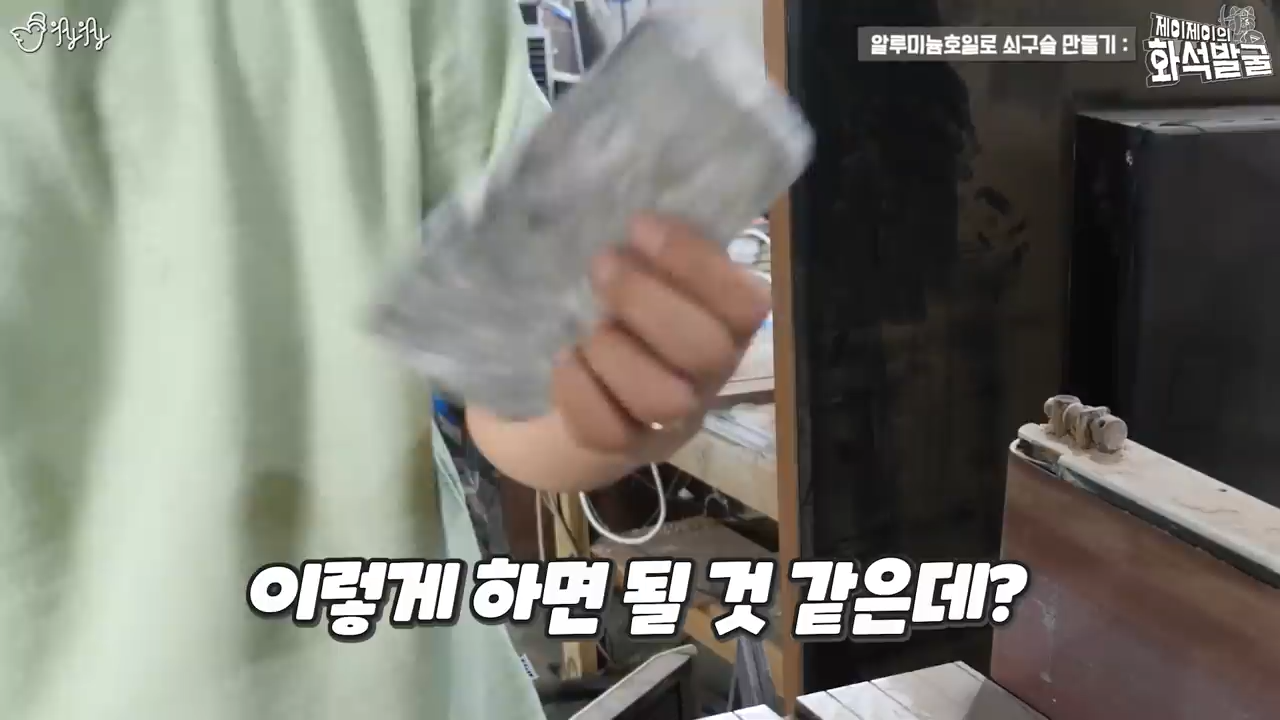 알루미늄호일로 쇠구슬 만들기 :
제이제이의
화석발굴
이렇게 하면 될 것 같은데?